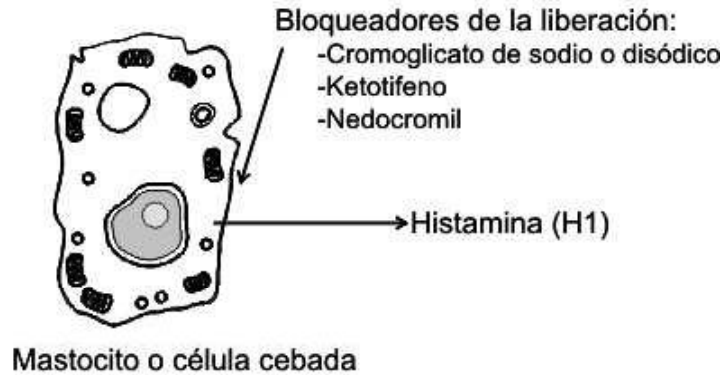 Bloqueadores de la liberación:
-Cromoglicato de sodio o disódico
-Ketotifeno
-Nedocromil
Histamina (H1)
Mastocito o célula cebada